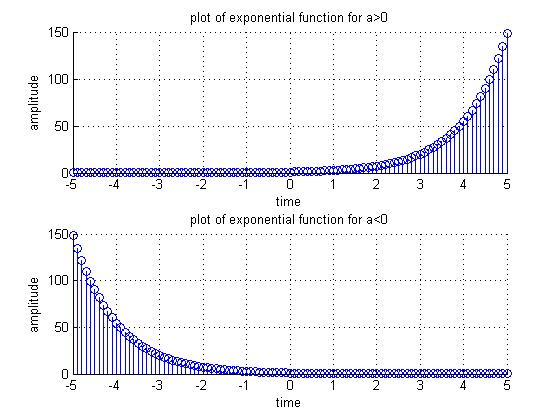 plot of exponential function for a>0
150
100
50
0
amplitude
-5 -4 -3 -2 -1 0 1 2 3 4 5
time
plot of exponential function for a<0
150
100
50
0
amplitude
-5 -4 -3 -2 -1 0 1 2 3 4 5
time